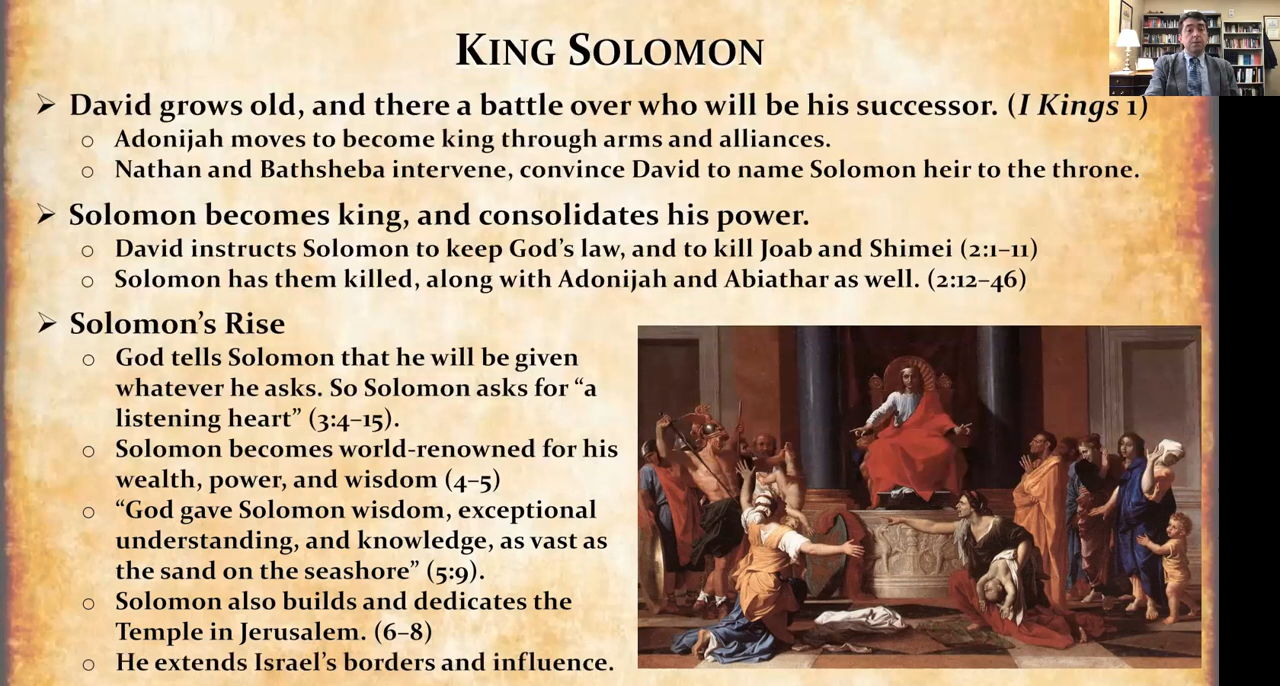 KING SOLOMON
➢ David grows old, and there a battle over who will be his successor. (I Kings 1)
○ Adonijah moves to become king through arms and alliances.
○ Nathan and Bathsheba intervene, convince David to name Solomon heir to the throne.
➢ Solomon becomes king, and consolidates his power.
○ David instructs Solomon to keep God’s law, and to kill Joab and Shimei (2:1–11)
○ Solomon has them killed, along with Adonijah and Abiathar as well. (2:12–46)
➢ Solomon’s Rise
○ God tells Solomon that he will be given
whatever he asks. So Solomon asks for “a
listening heart” (3:4–15).
○ Solomon becomes world-renowned for his
wealth, power, and wisdom (4–5)
○ “God gave Solomon wisdom, exceptional
understanding, and knowledge, as vast as
the sand on the seashore” (5:9).
○ Solomon also builds and dedicates the
Temple in Jerusalem. (6–8)
○ He extends Israel’s borders and influence.